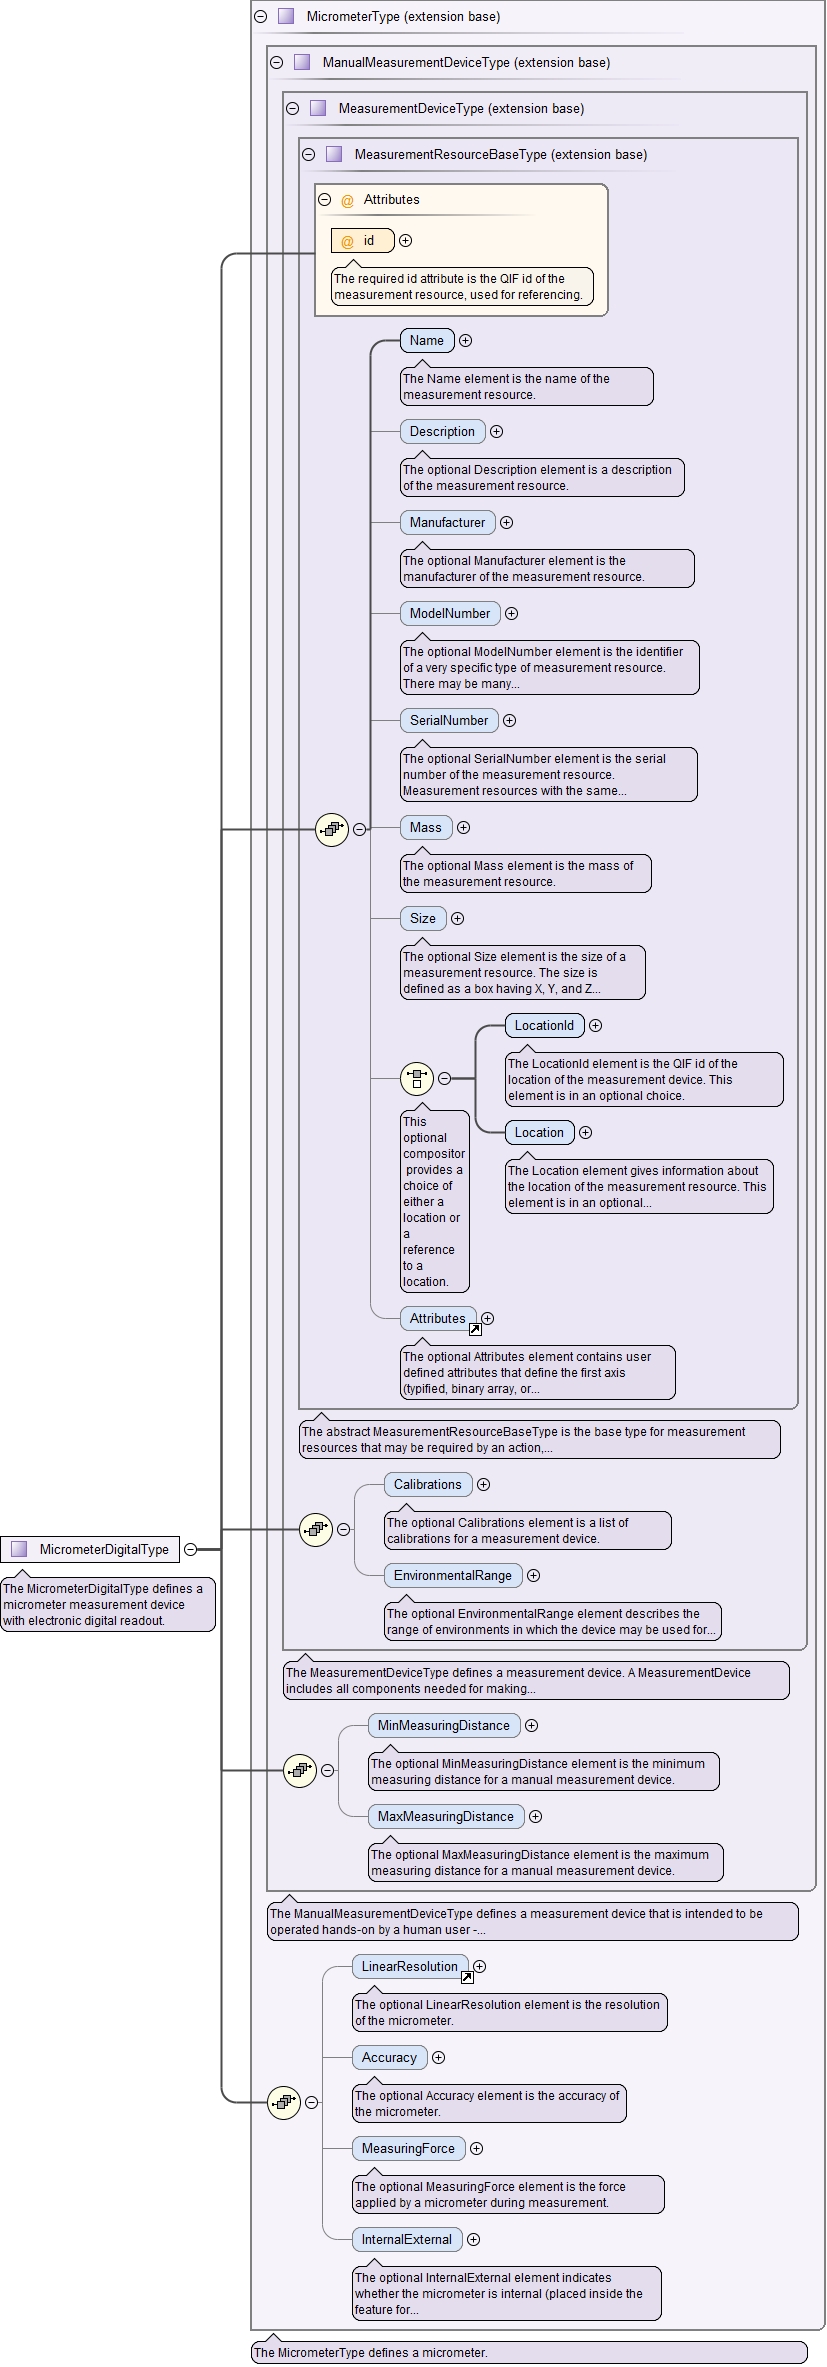 MicrometerType (extension base)
ManualMeasurementDeviceType (extension base)
MeasurementDeviceType (extension base)
MeasurementResourceBaseType (extension base)
@ Attributes
@ id
The required id attribute is the QIF id of the
measurement resource, used for referencing.
Name
The Name element is the name of the
measurement resource.
Description
The optional Description element is a description
of the measurement resource.
Manufacturer
The optional Manufacturer element is the
manufacturer of the measurement resource.
ModelNumber
The optional ModelNumber element is the identifier
of a very specific type of measurement resource.
There may be many...
SerialNumber
The optional SerialNumber element is the serial
number of the measurement resource.
Measurement resources with the same...
Mass
The optional Mass element is the mass of
the measurement resource.
Size
The optional Size element is the size of a
measurement resource. The size is
defined as a box having X, Y, and Z...
LocationId
The LocationId element is the QIF id of the
location of the measurement device. This
element is in an optional choice.
This
optional
compositor
provides a
choice of
either a
location or
a
reference
to a
location.
Location
The Location element gives information about
the location of the measurement resource. This
element is in an optional...
Attributes
The optional Attributes element contains user
defined attributes that define the first axis
(typified, binary array, or...
The abstract MeasurementResourceBaseType is the base type for measurement
resources that may be required by an action,...
Calibrations
The optional Calibrations element is a list of
calibrations for a measurement device.
MicrometerDigitalType
The MicrometerDigitalType defines a
micrometer measurement device
with electronic digital readout.
EnvironmentalRange
The optional EnvironmentalRange element describes the
range of environments in which the device may be used for...
The MeasurementDeviceType defines a measurement device. A MeasurementDevice
includes all components needed for making...
MinMeasuringDistance
The optional MinMeasuringDistance element is the minimum
measuring distance for a manual measurement device.
MaxMeasuringDistance
The optional MaxMeasuringDistance element is the maximum
measuring distance for a manual measurement device.
The ManualMeasurementDeviceType defines a measurement device that is intended to be
operated hands-on by a human user -...
LinearResolution
The optional LinearResolution element is the resolution
of the micrometer.
Accuracy
The optional Accuracy element is the accuracy of
the micrometer.
MeasuringForce
The optional MeasuringForce element is the force
applied by a micrometer during measurement.
InternalExternal
The optional InternalExternal element indicates
whether the micrometer is internal (placed inside the
feature for...
The MicrometerType defines a micrometer.